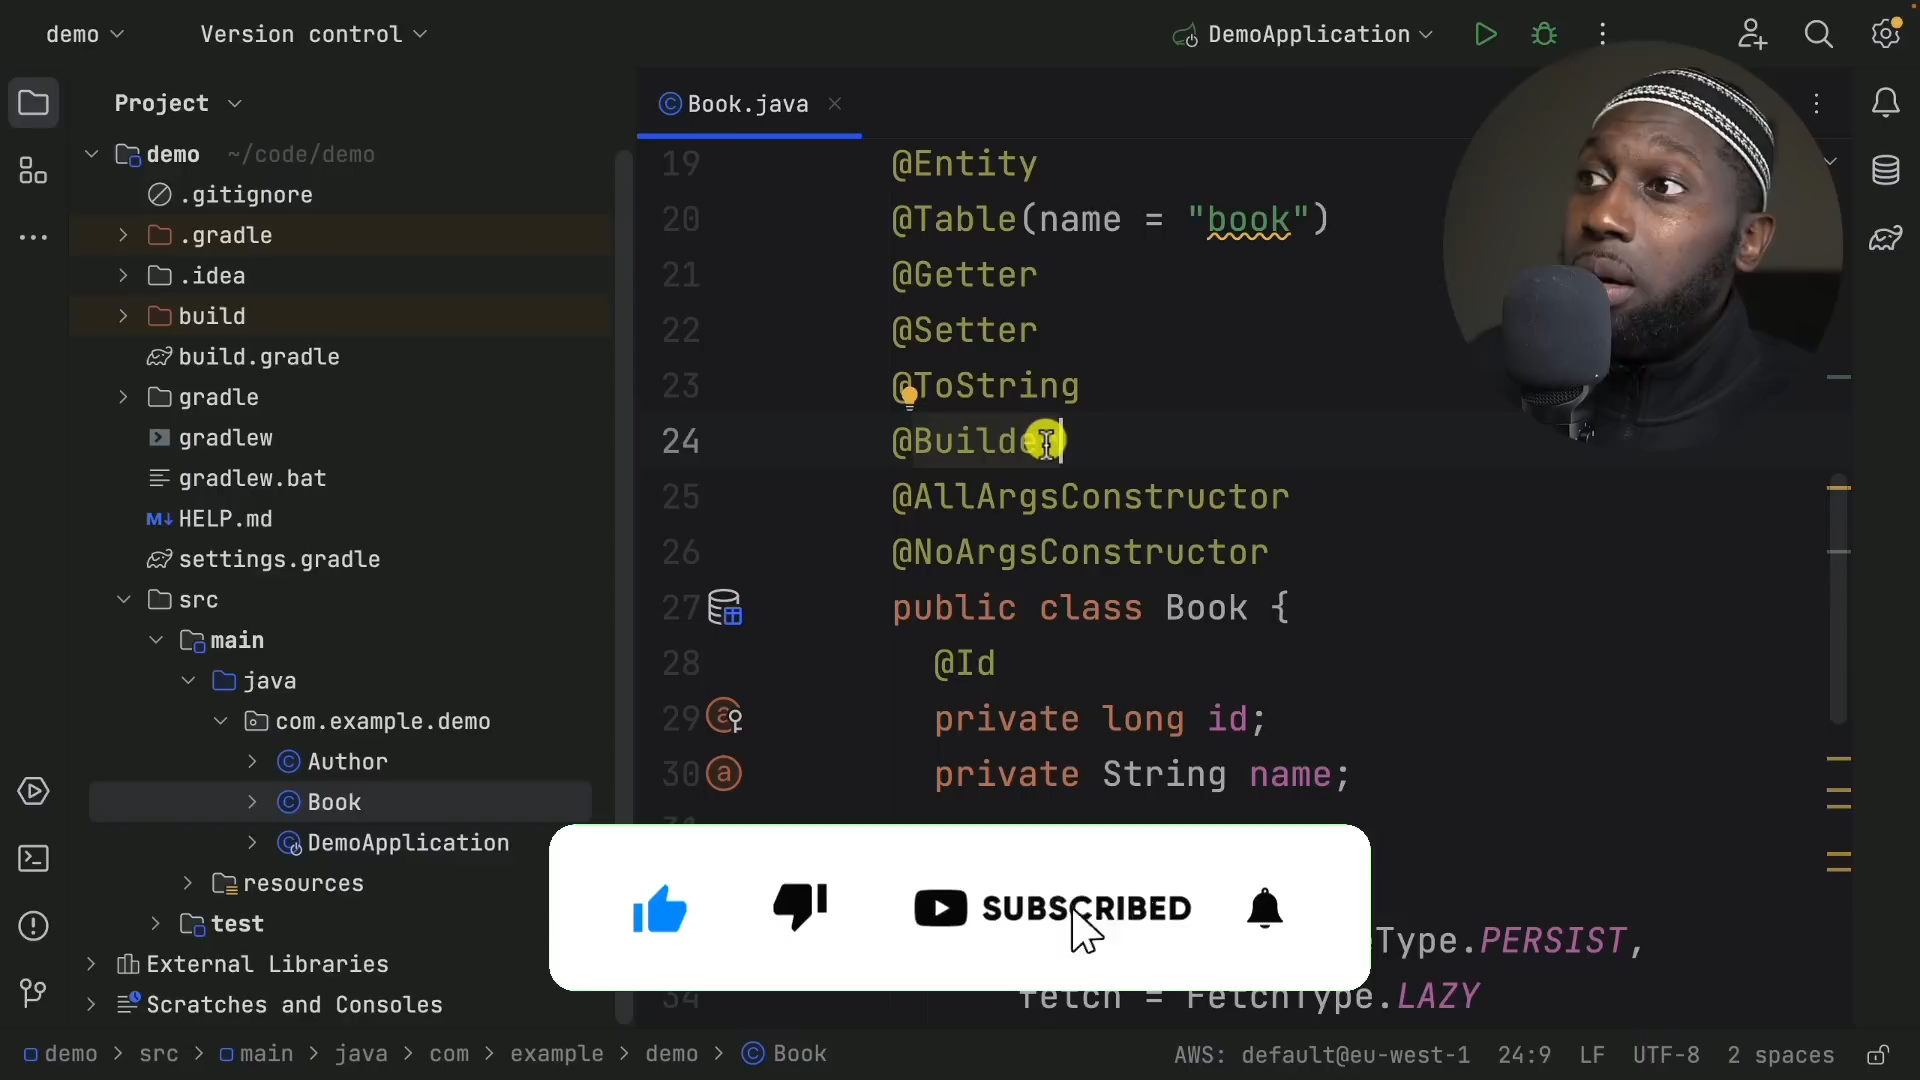 demo
Version control
DemoApplication
Project
demo ~/code/demo
.gitignore
.gradle
.idea
build
build.gradle
gradle
gradlew
gradlew.bat
M↓ HELP.md
settings.gradle
src
main
java
com.example.demo
Author
Book
DemoApplication
resources
test
External Libraries
Scratches and Consoles
Book.java
19 @Entity
20 @Table(name = "book")
21 @Getter
22 @Setter
23 @ToString
24 @Builde
25 @AllArgsConstructor
26 @NoArgsConstructor
27 public class Book {
28 @Id
29 private long id;
30 private String name;
SUBSCRIBED
eType.PERSIST,
34 fetch = FetchType.LAZY
demo > src > main > java > com > example > demo > Book
AWS: default@eu-west-1 24:9 LF UTF-8 2 spaces